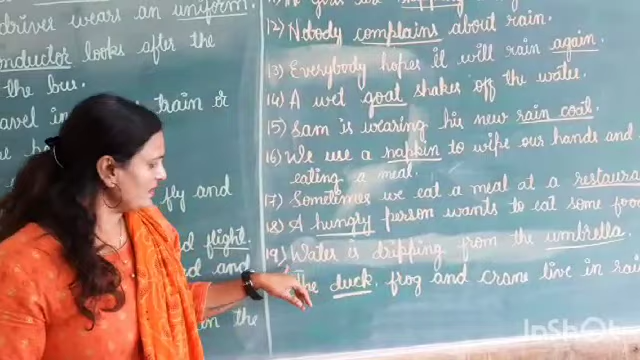 driver wears an uniform.
conductor looks after the
the bus.
train or
fly and
flight.
and
the
12) Nobody complains about rain.
13) Everybody hopes it will rain again.
14) A wet goat shakes off the water.
15) Sam is wearing his new rain coat.
16) We use a napkin to wipe our hands and
eating a meal.
17) Sometimes we eat a meal at a restaura
18) A hungry person wants to eat some foo
19) Water is dripping from the umbrella.
The duck, frog and crane live in rai
InShOt